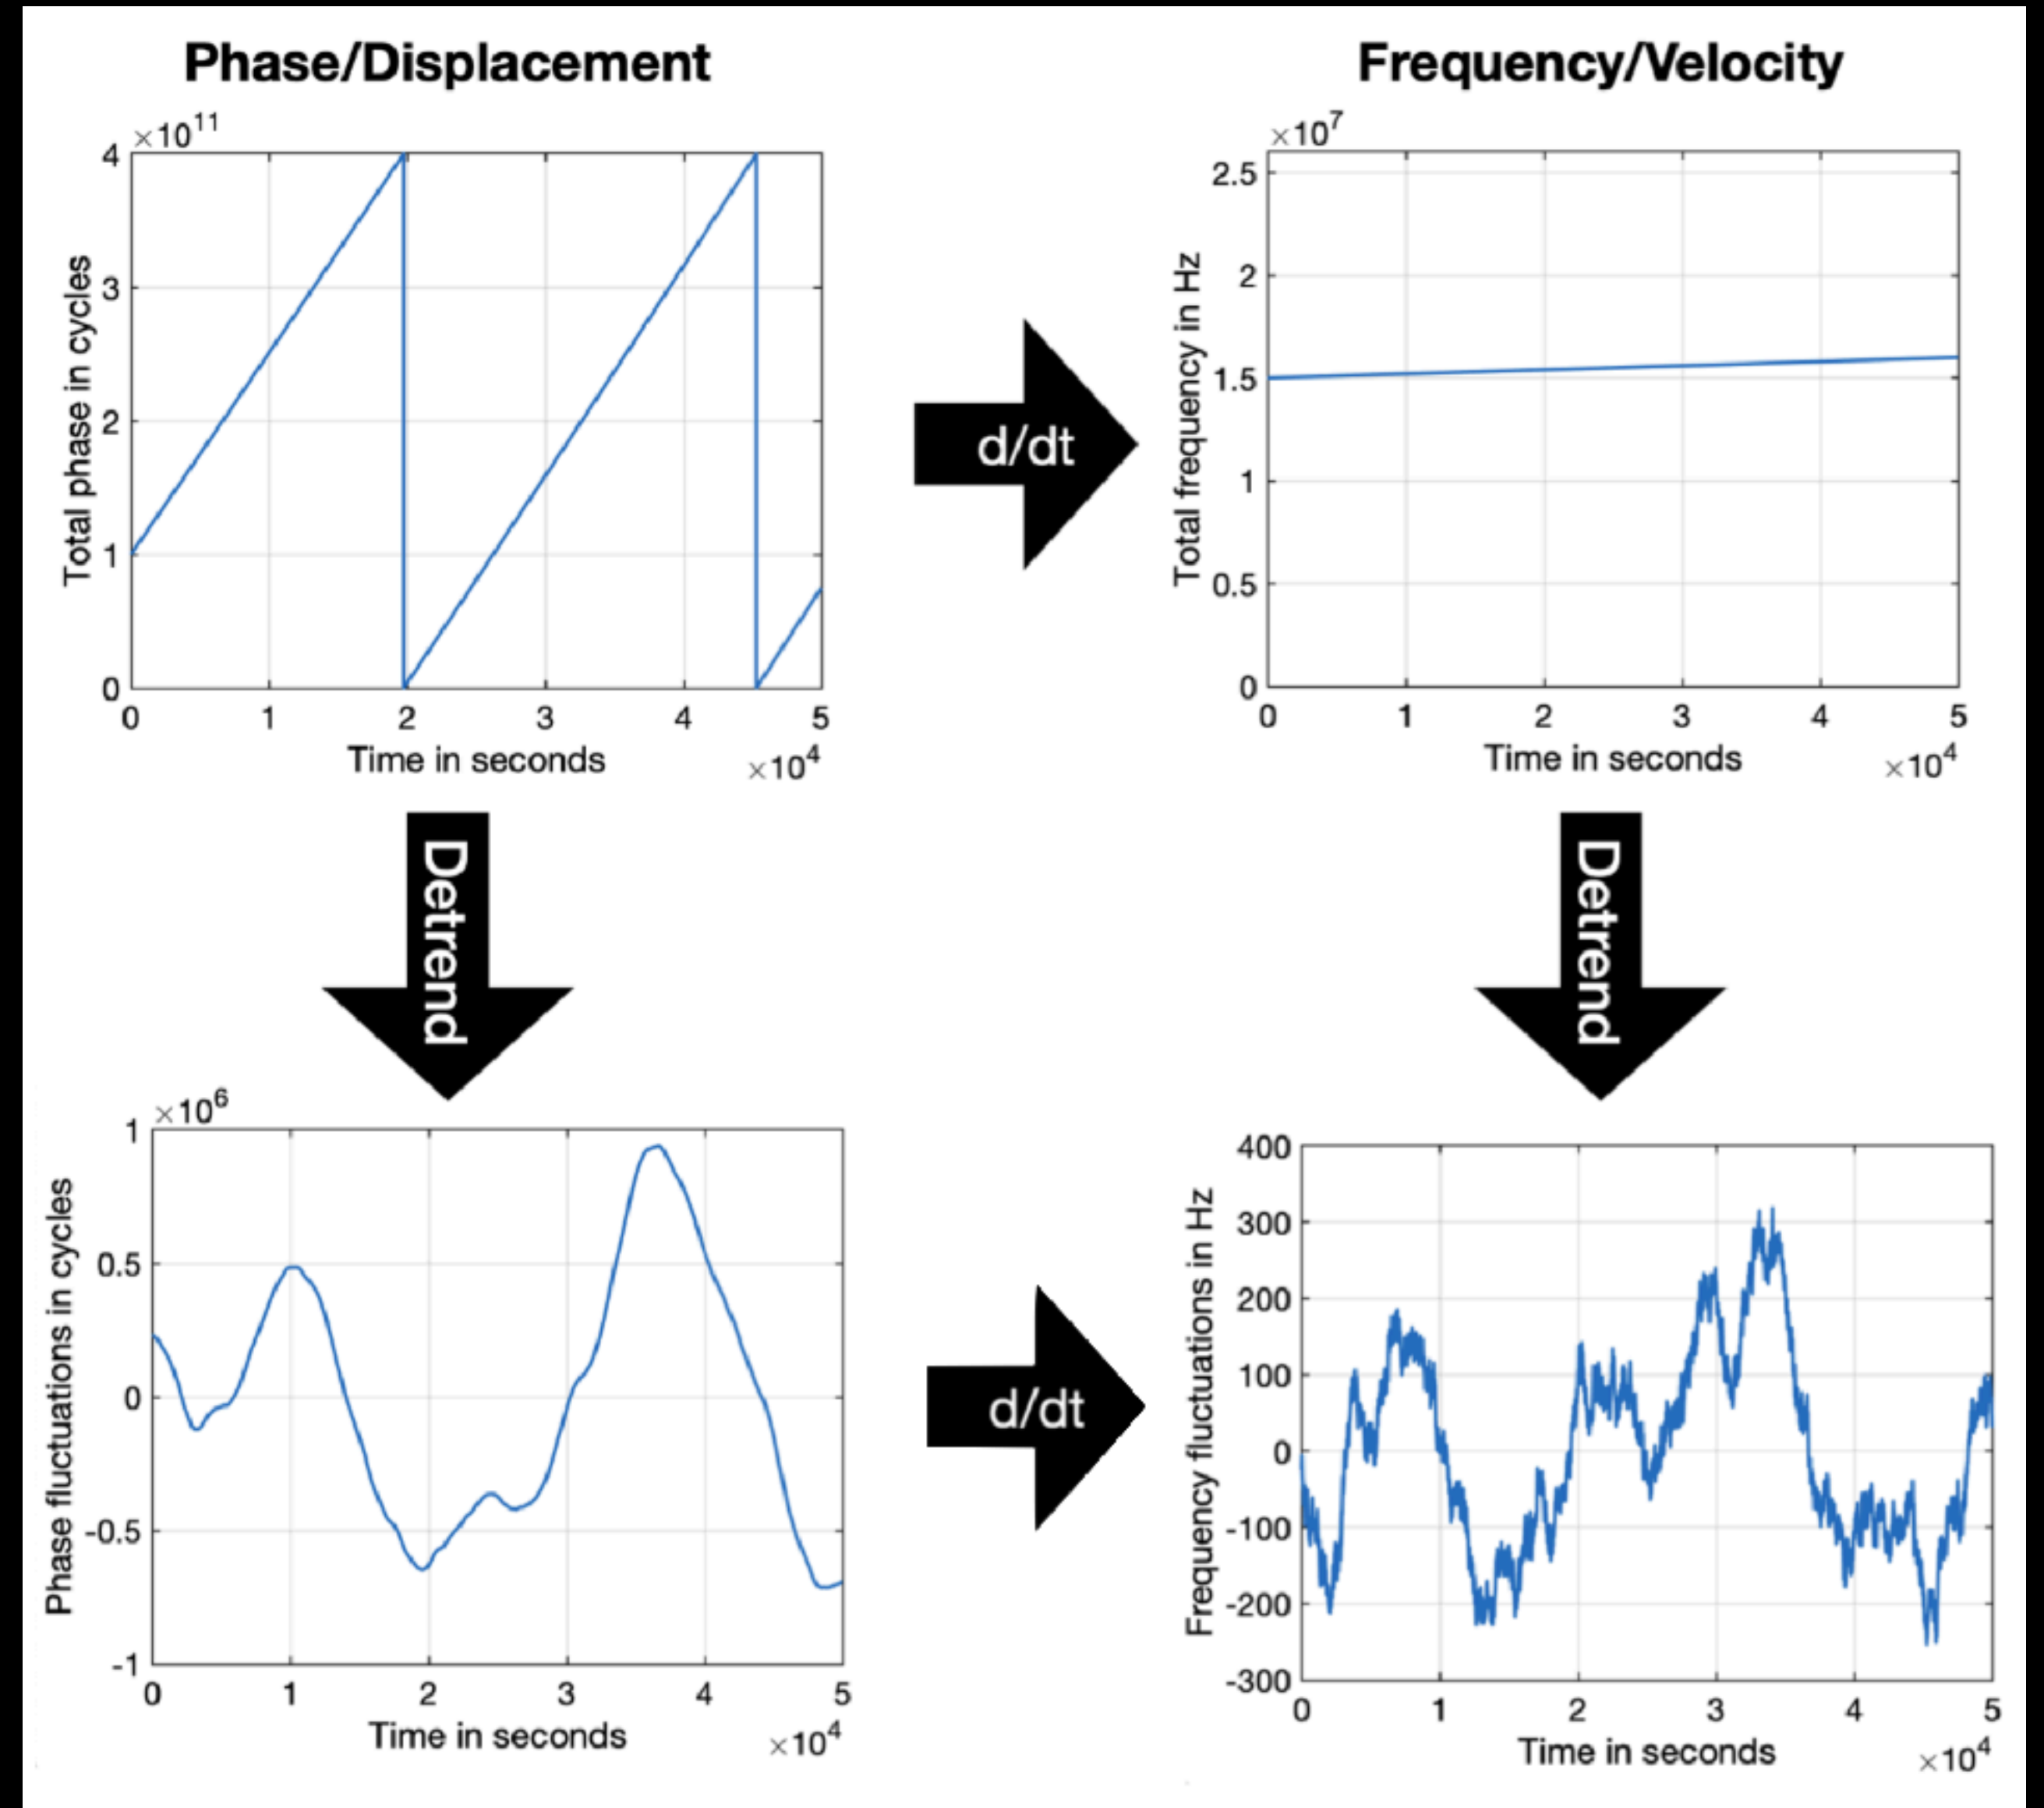 Phase/Displacement
Frequency/Velocity
×10¹¹
4
3
2
1
0
Total phase in cycles
0 1 2 3 4 5
Time in seconds
×10⁴
d/dt
×10⁷
2.5
2
1.5
1
0.5
0
Total frequency in Hz
0 1 2 3 4 5
Time in seconds
×10⁴
Detrend
Detrend
×10⁶
1
0.5
0
-0.5
-1
Phase fluctuations in cycles
0 1 2 3 4 5
Time in seconds
×10⁴
d/dt
400
300
200
100
0
-100
-200
-300
Frequency fluctuations in Hz
0 1 2 3 4 5
Time in seconds
×10⁴